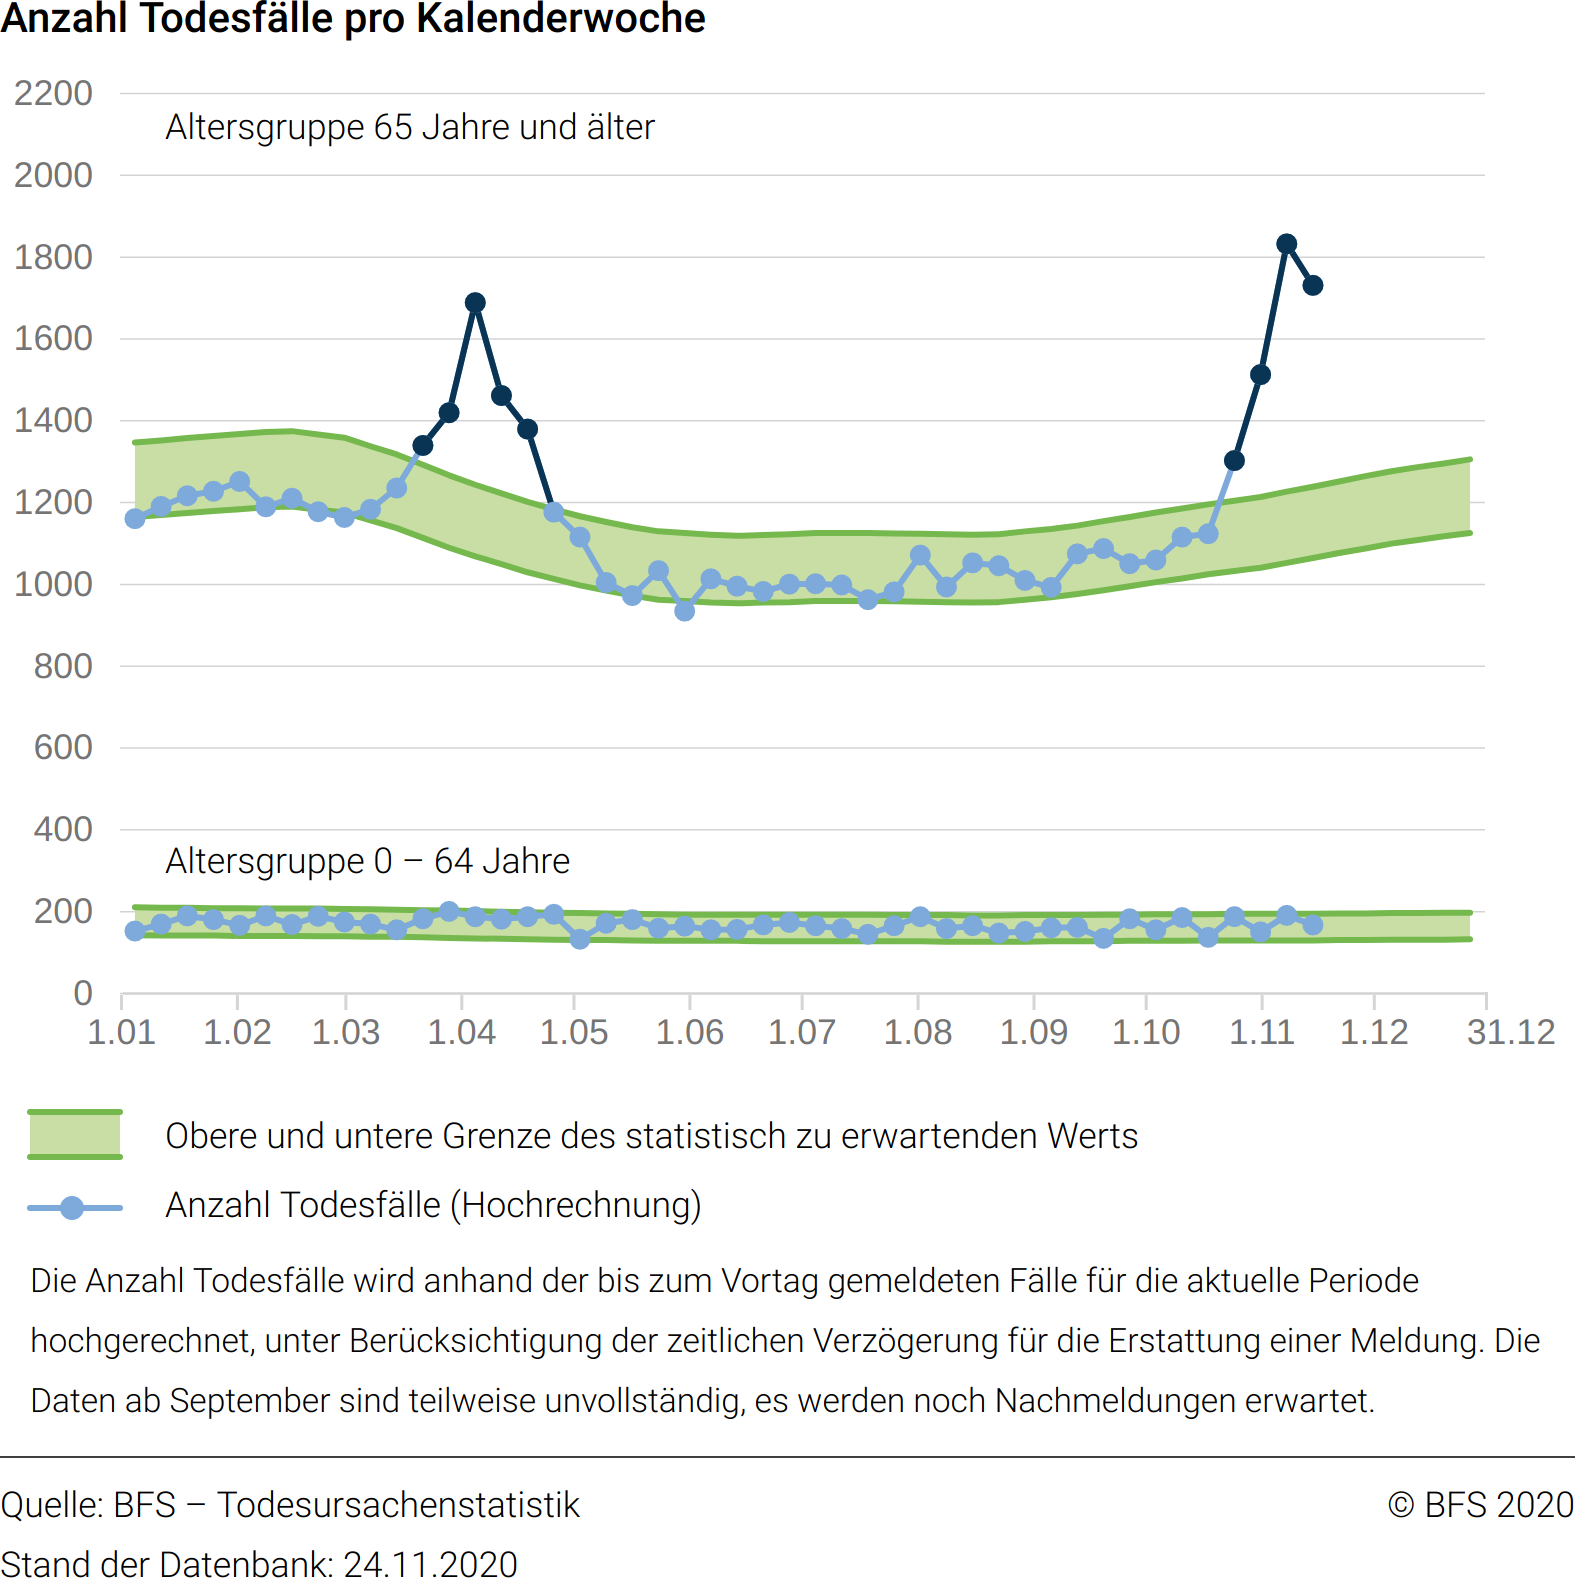 Anzahl Todesfälle pro Kalenderwoche
2200
Altersgruppe 65 Jahre und älter
2000
1800
1600
1400
1200
1000
800
600
400
Altersgruppe 0 – 64 Jahre
200
0
1.01 1.02 1.03 1.04 1.05 1.06 1.07 1.08 1.09 1.10 1.11 1.12 31.12
Obere und untere Grenze des statistisch zu erwartenden Werts
Anzahl Todesfälle (Hochrechnung)
Die Anzahl Todesfälle wird anhand der bis zum Vortag gemeldeten Fälle für die aktuelle Periode
hochgerechnet, unter Berücksichtigung der zeitlichen Verzögerung für die Erstattung einer Meldung. Die
Daten ab September sind teilweise unvollständig, es werden noch Nachmeldungen erwartet.
Quelle: BFS – Todesursachenstatistik © BFS 2020
Stand der Datenbank: 24.11.2020